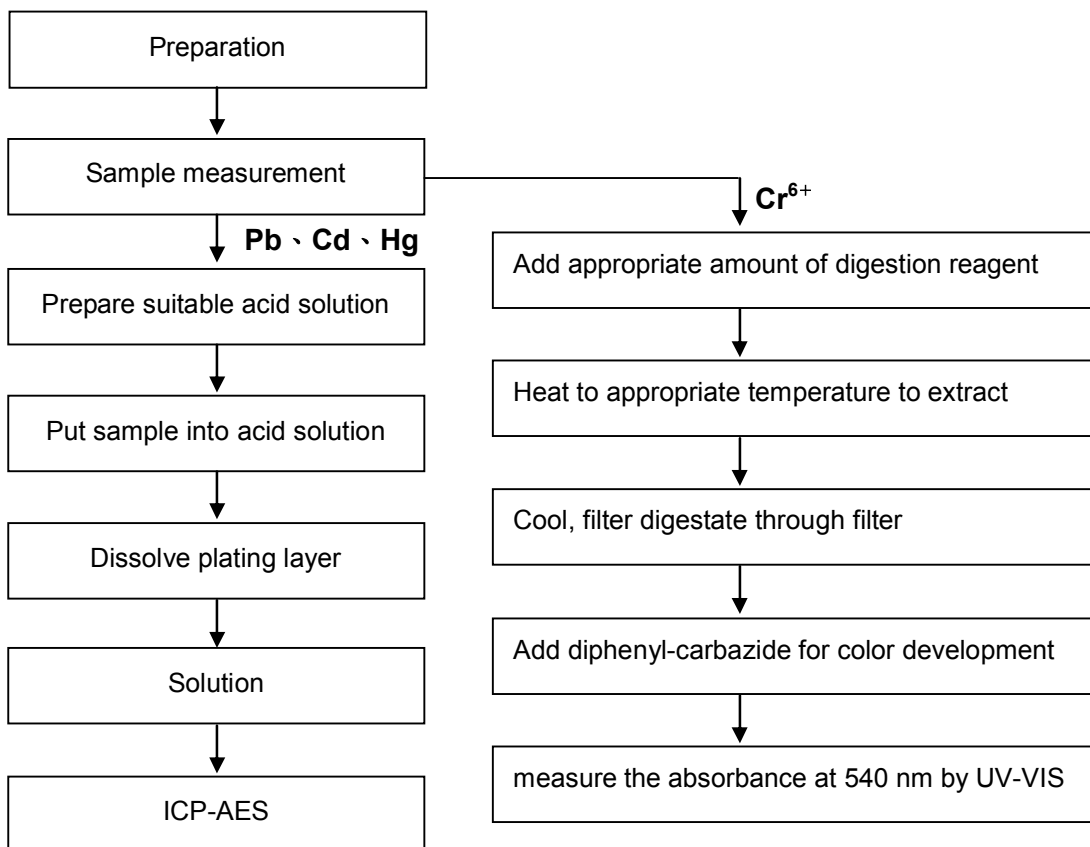 Preparation
Sample measurement
Pb、Cd、Hg
Prepare suitable acid solution
Put sample into acid solution
Dissolve plating layer
Solution
ICP-AES
Cr⁶⁺
Add appropriate amount of digestion reagent
Heat to appropriate temperature to extract
Cool, filter digestate through filter
Add diphenyl-carbazide for color development
measure the absorbance at 540 nm by UV-VIS